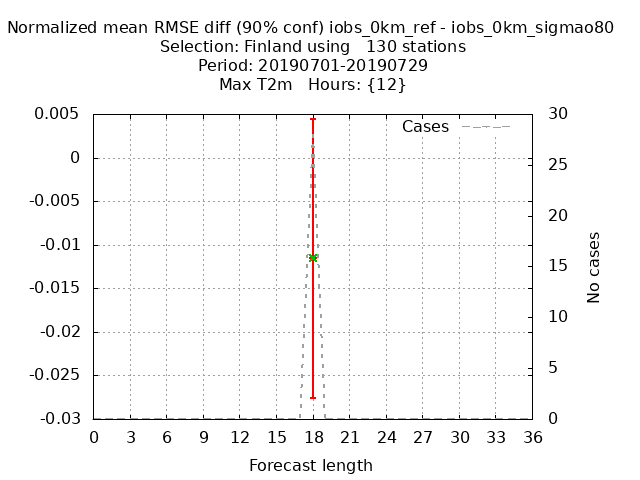 Normalized mean RMSE diff (90% conf) iobs_0km_ref - iobs_0km_sigmao80
Selection: Finland using   130 stations
Period: 20190701-20190729
Max T2m   Hours: {12}
0.005
0
-0.005
-0.01
-0.015
-0.02
-0.025
-0.03
Cases
30
25
20
15
10
5
0
No cases
0 3 6 9 12 15 18 21 24 27 30 33 36
Forecast length